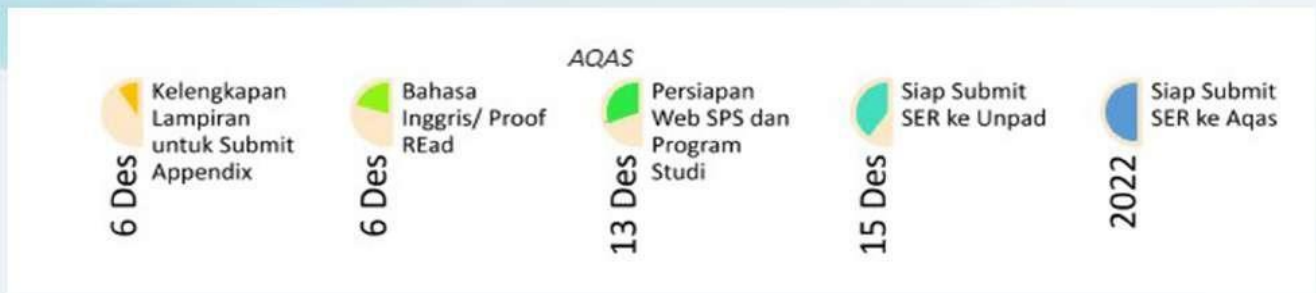 AQAS
Kelengkapan
Lampiran
untuk Submit
Appendix
6 Des
Bahasa
Inggris/ Proof
REad
6 Des
Persiapan
Web SPS dan
Program
Studi
13 Des
Siap Submit
SER ke Unpad
15 Des
Siap Submit
SER ke Aqas
2022